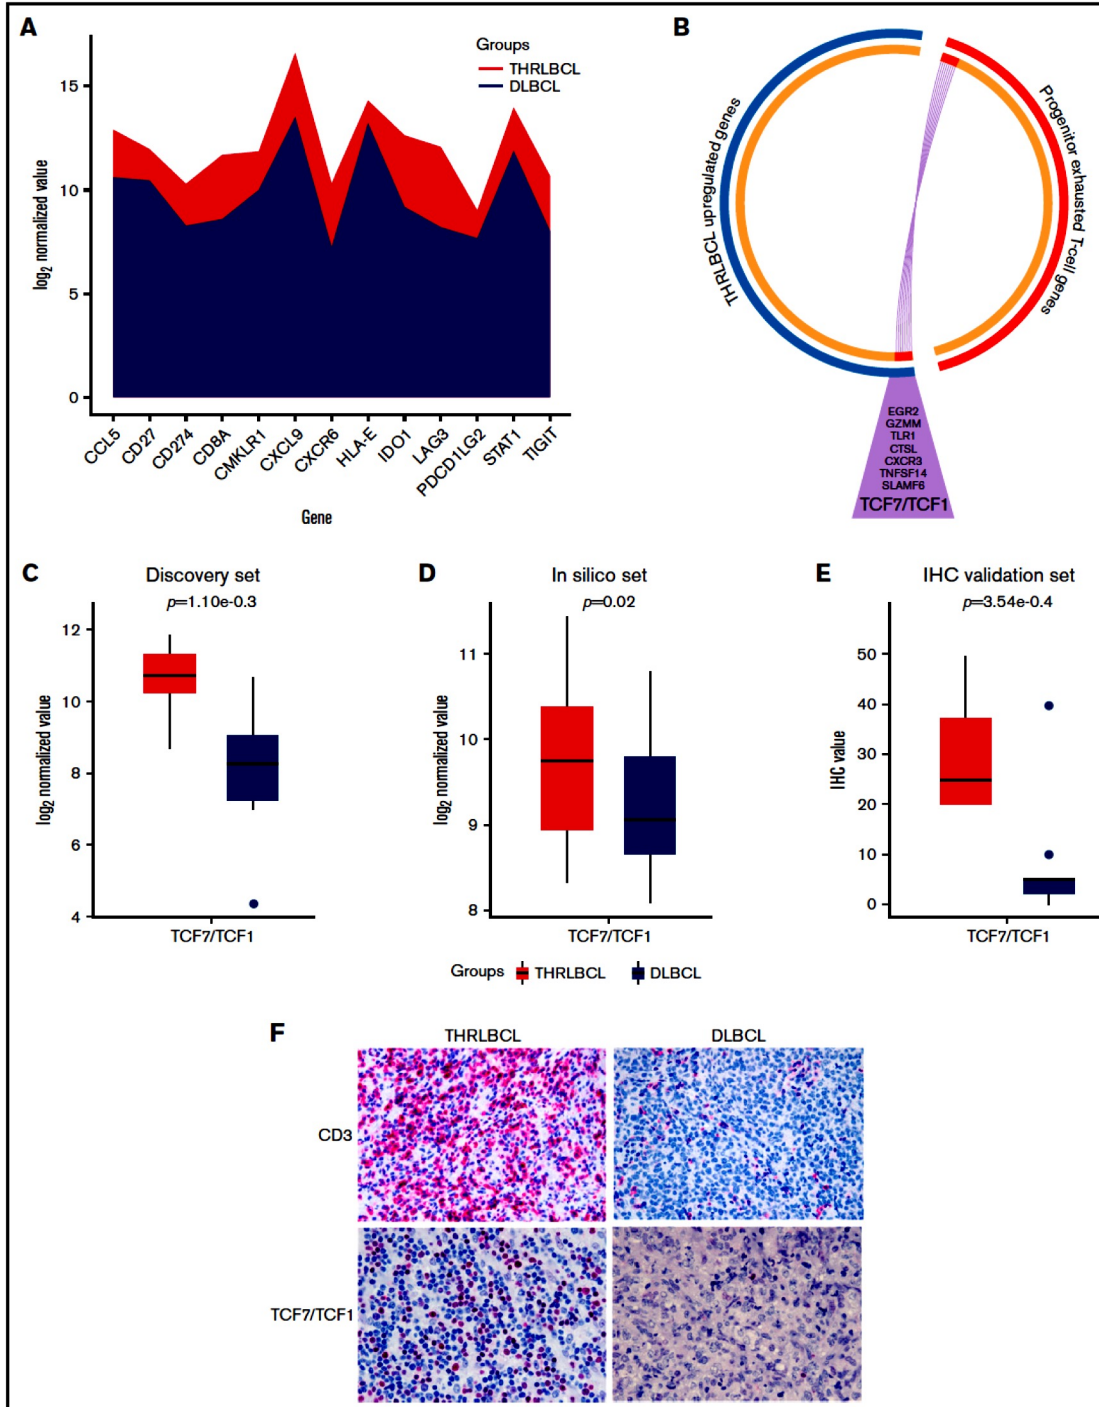 A
Groups
THRLBCL
DLBCL
15
10
5
0
log2 normalized value
CCL5
CD27
CD274
CD8A
CMKLR1
CXCL9
CXCR6
HLA-E
IDO1
LAG3
PDCD1LG2
STAT1
TIGIT
Gene
B
THRLBCL upregulated genes
Progenitor exhausted T-cell genes
EGR2
GZMM
TLR1
CTSL
CXCR3
TNFSF14
SLAMF6
TCF7/TCF1
C
Discovery set
p=1.10e-0.3
12
10
8
6
4
log2 normalized value
TCF7/TCF1
D
In silico set
p=0.02
11
10
9
8
log2 normalized value
TCF7/TCF1
E
IHC validation set
p=3.54e-0.4
50
40
30
20
10
0
IHC value
TCF7/TCF1
Groups THRLBCL DLBCL
F
THRLBCL DLBCL
CD3
TCF7/TCF1